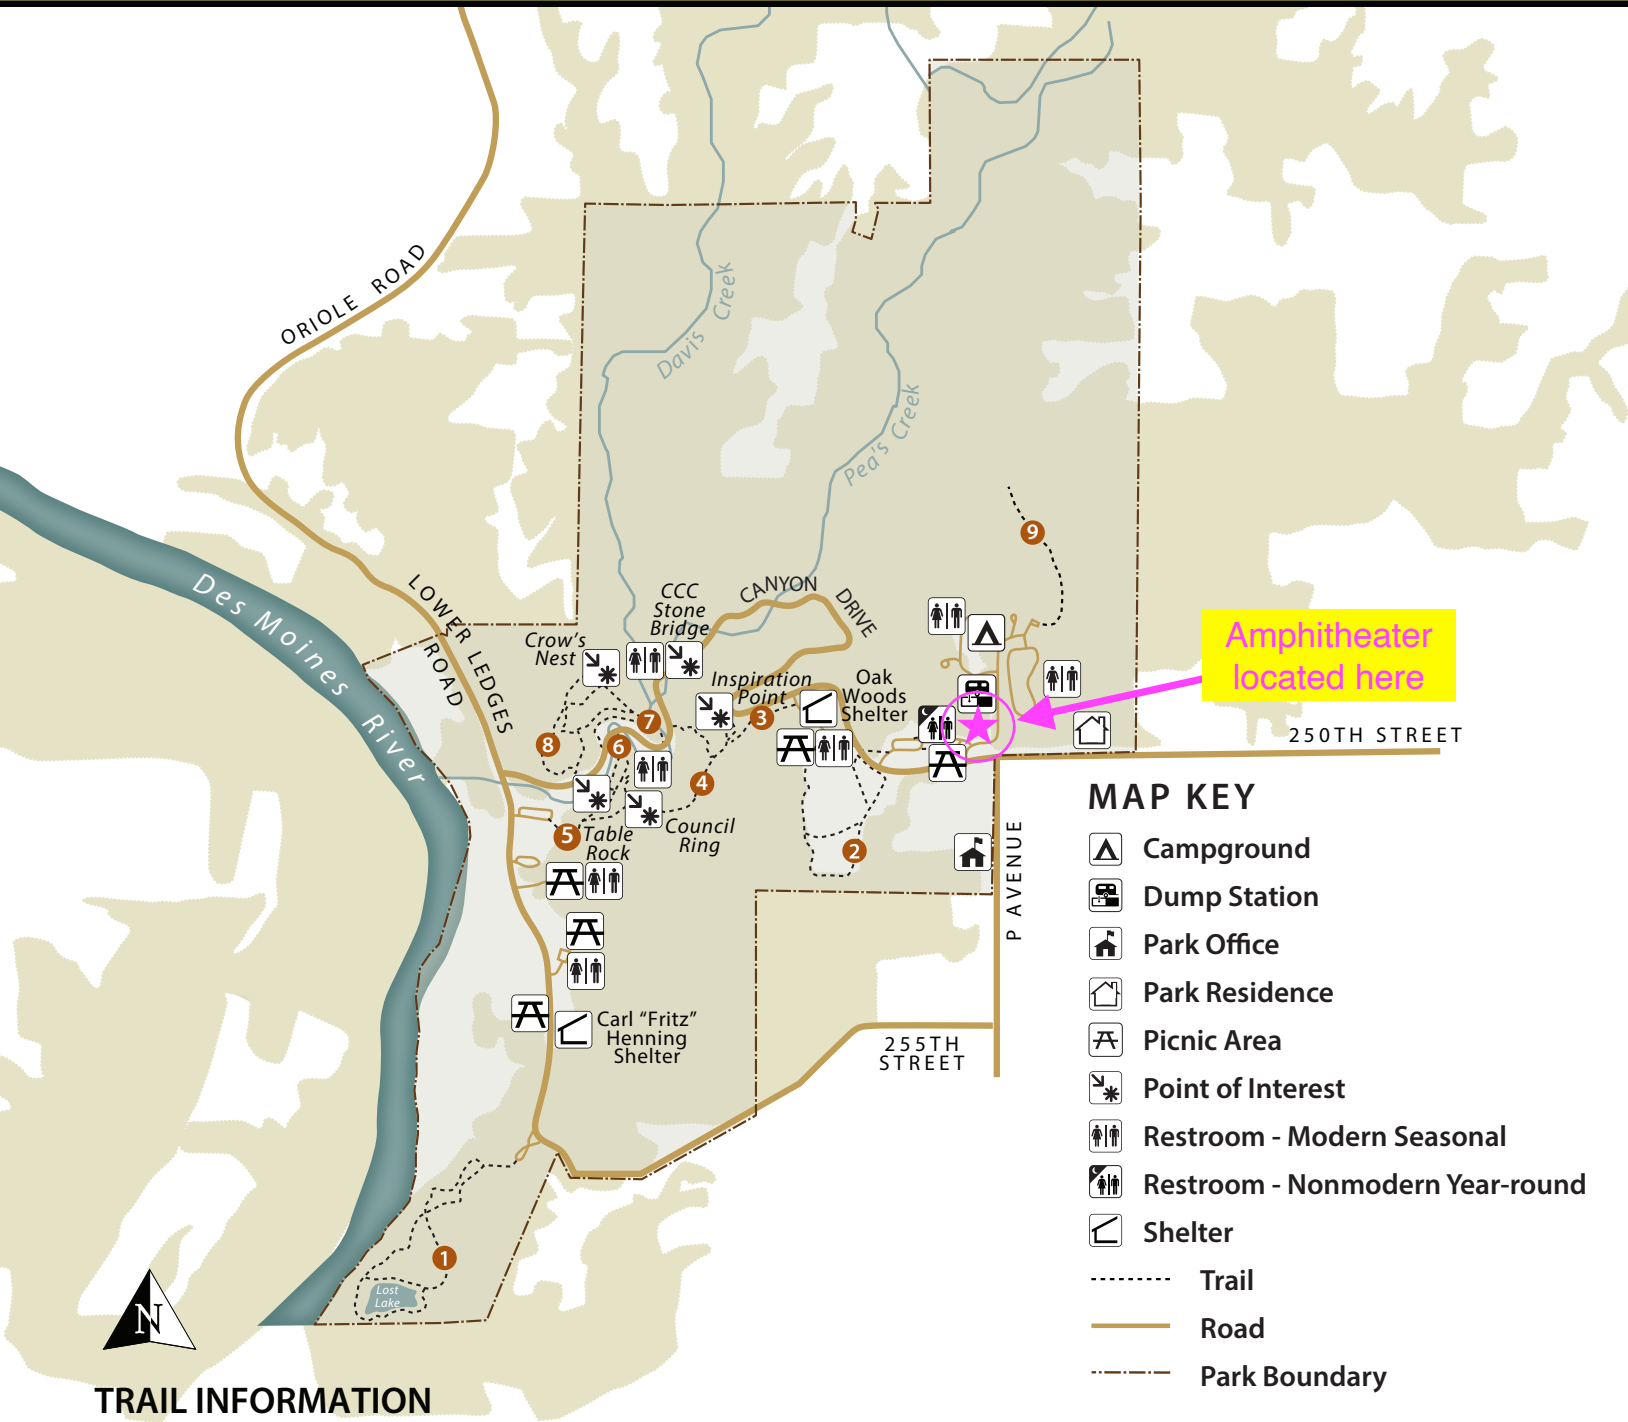 ORIOLE ROAD
Davis Creek
Pea's Creek
Des Moines River
LOWER LEDGES
ROAD
CANYON DRIVE
CCC
Stone
Bridge
Crow's
Nest
Inspiration
Point
Oak
Woods
Shelter
Amphitheater
located here
250TH STREET
9
7
3
8
6
4
5
2
1
Table
Rock
Council
Ring
P AVENUE
Carl “Fritz”
Henning
Shelter
255TH
STREET
Lost
Lake
N
MAP KEY
Campground
Dump Station
Park Office
Park Residence
Picnic Area
Point of Interest
Restroom - Modern Seasonal
Restroom - Nonmodern Year-round
Shelter
Trail
Road
Park Boundary
TRAIL INFORMATION